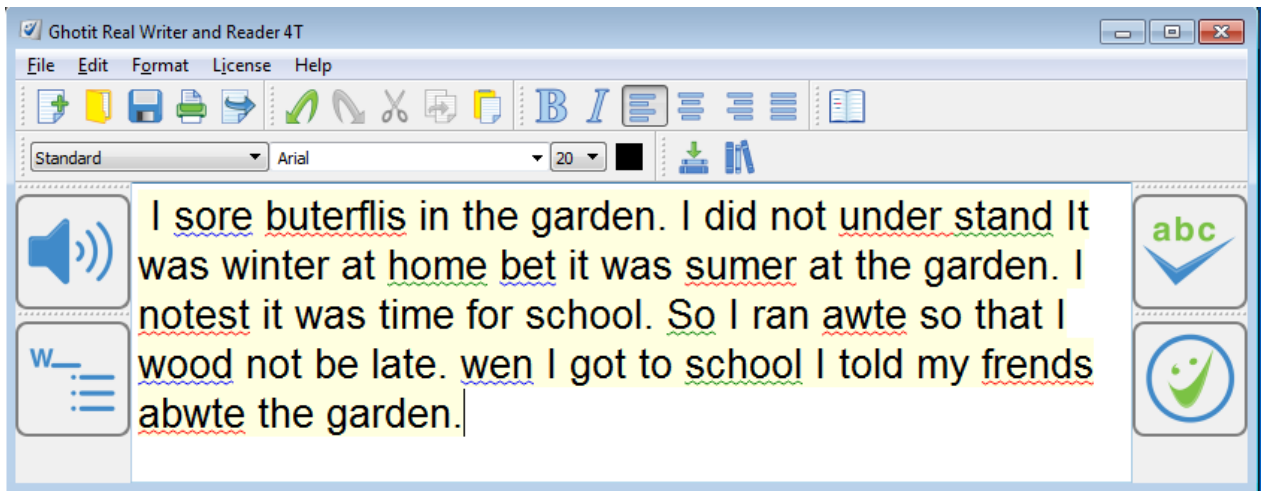 Ghotit Real Writer and Reader 4T
File Edit Format License Help
B I
Standard Arial 20
I sore buterflis in the garden. I did not under stand It
was winter at home bet it was sumer at the garden. I
notest it was time for school. So I ran awte so that I
wood not be late. wen I got to school I told my frends
abwte the garden.
abc
W